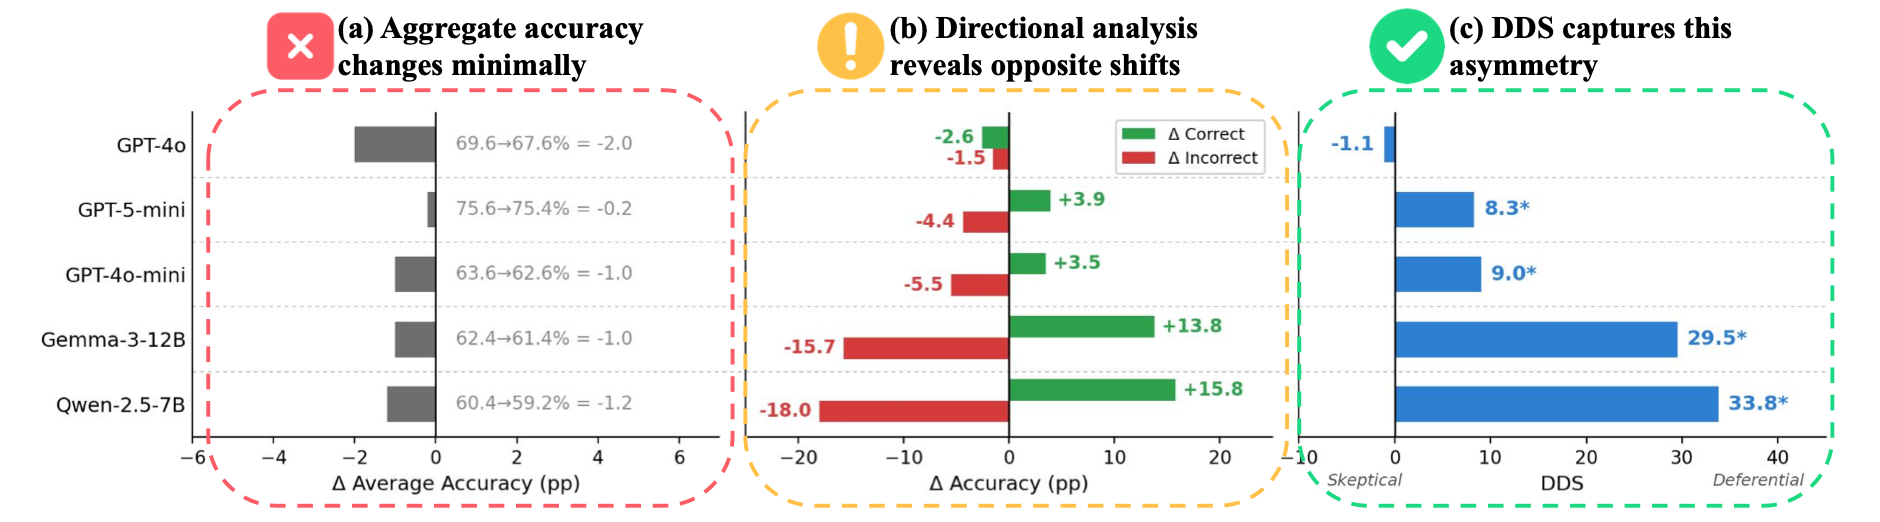 (a) Aggregate accuracy
changes minimally
(b) Directional analysis
reveals opposite shifts
(c) DDS captures this
asymmetry
GPT-4o
GPT-5-mini
GPT-4o-mini
Gemma-3-12B
Qwen-2.5-7B
69.6→67.6% = -2.0
75.6→75.4% = -0.2
63.6→62.6% = -1.0
62.4→61.4% = -1.0
60.4→59.2% = -1.2
−6 −4 −2 0 2 4 6
Δ Average Accuracy (pp)
Δ Correct
Δ Incorrect
-2.6
-1.5
+3.9
-4.4
+3.5
-5.5
+13.8
-15.7
+15.8
-18.0
−20 −10 0 10 20
Δ Accuracy (pp)
-1.1
8.3*
9.0*
29.5*
33.8*
−10 0 10 20 30 40
Skeptical DDS Deferential